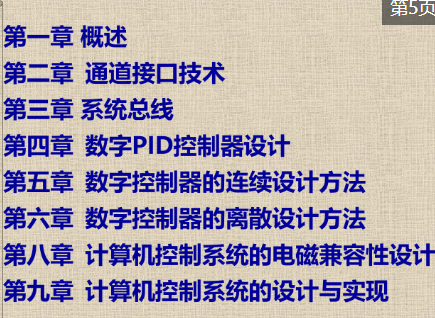 第5页
第一章 概述
第二章 通道接口技术
第三章 系统总线
第四章 数字PID控制器设计
第五章 数字控制器的连续设计方法
第六章 数字控制器的离散设计方法
第八章 计算机控制系统的电磁兼容性设计
第九章 计算机控制系统的设计与实现